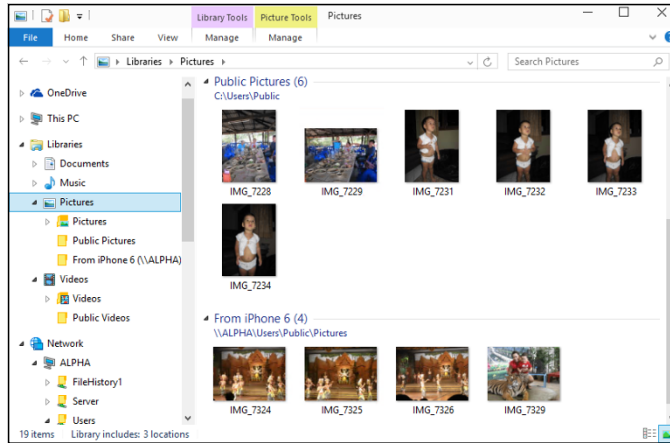 Library Tools
Picture Tools
Pictures
File
Home
Share
View
Manage
Manage
Libraries
Pictures
Search Pictures
OneDrive
This PC
Libraries
Documents
Music
Pictures
Pictures
Public Pictures
From iPhone 6 (\\ALPHA)
Videos
Videos
Public Videos
Network
ALPHA
FileHistory1
Server
Users
Public Pictures (6)
C:\Users\Public
IMG_7228
IMG_7229
IMG_7231
IMG_7232
IMG_7233
IMG_7234
From iPhone 6 (4)
\\ALPHA\Users\Public\Pictures
IMG_7324
IMG_7325
IMG_7326
IMG_7329
19 items
Library includes: 3 locations